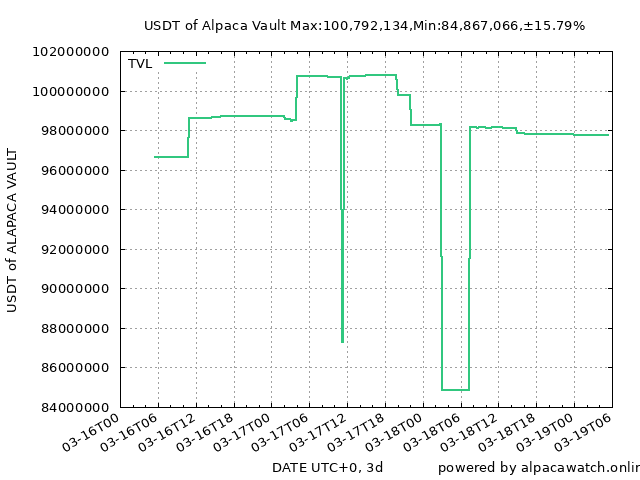 USDT of Alpaca Vault Max:100,792,134,Min:84,867,066,±15.79%
TVL
102000000
100000000
98000000
96000000
94000000
92000000
90000000
88000000
86000000
84000000
USDT of ALAPACA VAULT
03-16T00
03-16T06
03-16T12
03-16T18
03-17T00
03-17T06
03-17T12
03-17T18
03-18T00
03-18T06
03-18T12
03-18T18
03-19T00
03-19T06
DATE UTC+0, 3d
powered by alpacawatch.onlin